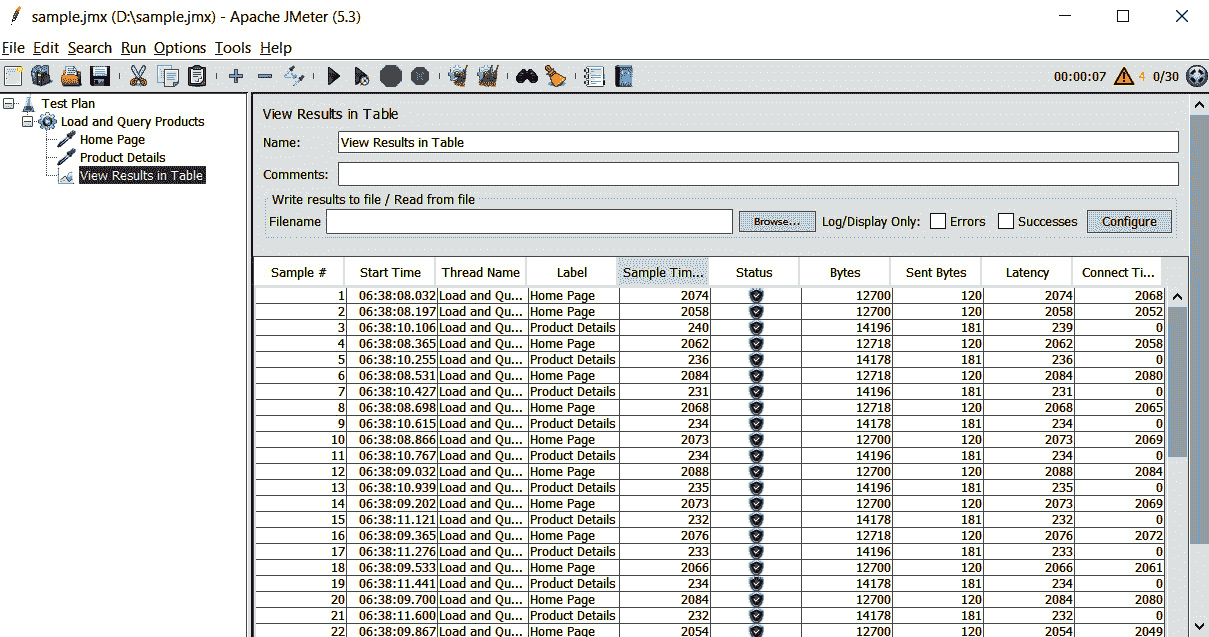 sample.jmx (D:\sample.jmx) - Apache JMeter (5.3)
File Edit Search Run Options Tools Help
00:00:07 4 0/30
Test Plan
Load and Query Products
Home Page
Product Details
View Results in Table
View Results in Table
Name: View Results in Table
Comments:
Write results to file / Read from file
Filename Browse... Log/Display Only: Errors Successes Configure
Sample # Start Time Thread Name Label Sample Tim... Status Bytes Sent Bytes Latency Connect Ti...
1 06:38:08.032 Load and Qu... Home Page 2074 12700 120 2074 2068
2 06:38:08.197 Load and Qu... Home Page 2058 12700 120 2058 2052
3 06:38:10.106 Load and Qu... Product Details 240 14196 181 239 0
4 06:38:08.365 Load and Qu... Home Page 2062 12718 120 2062 2058
5 06:38:10.255 Load and Qu... Product Details 236 14178 181 236 0
6 06:38:08.531 Load and Qu... Home Page 2084 12718 120 2084 2080
7 06:38:10.427 Load and Qu... Product Details 231 14196 181 231 0
8 06:38:08.698 Load and Qu... Home Page 2068 12718 120 2068 2065
9 06:38:10.615 Load and Qu... Product Details 234 14178 181 234 0
10 06:38:08.866 Load and Qu... Home Page 2073 12700 120 2073 2069
11 06:38:10.767 Load and Qu... Product Details 234 14196 181 234 0
12 06:38:09.032 Load and Qu... Home Page 2088 12700 120 2088 2084
13 06:38:10.939 Load and Qu... Product Details 235 14196 181 235 0
14 06:38:09.202 Load and Qu... Home Page 2073 12700 120 2073 2069
15 06:38:11.121 Load and Qu... Product Details 232 14178 181 232 0
16 06:38:09.365 Load and Qu... Home Page 2076 12718 120 2076 2072
17 06:38:11.276 Load and Qu... Product Details 233 14196 181 233 0
18 06:38:09.533 Load and Qu... Home Page 2066 12700 120 2066 2061
19 06:38:11.441 Load and Qu... Product Details 234 14178 181 234 0
20 06:38:09.700 Load and Qu... Home Page 2084 12700 120 2084 2080
21 06:38:11.600 Load and Qu... Product Details 232 14178 181 232 0
22 06:38:09.867 Load and Qu... Home Page 2054 12700 120 2054 2049